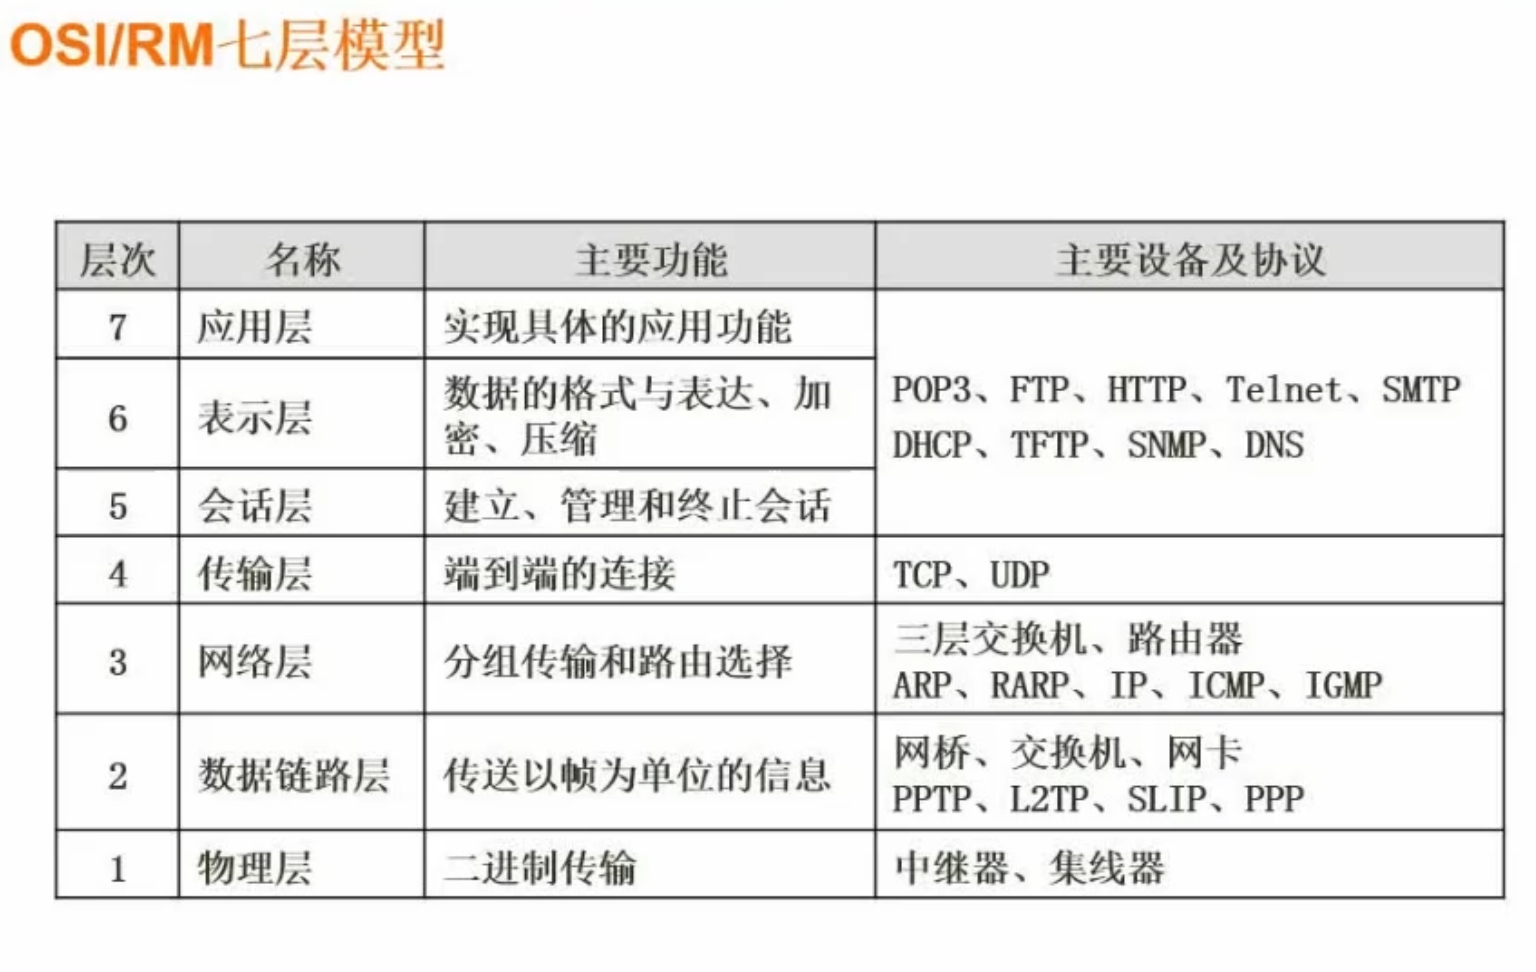 OSI/RM七层模型
层次 名称 主要功能 主要设备及协议
7 应用层 实现具体的应用功能
6 表示层 数据的格式与表达、加
密、压缩
POP3、FTP、HTTP、Telnet、SMTP
DHCP、TFTP、SNMP、DNS
5 会话层 建立、管理和终止会话
4 传输层 端到端的连接 TCP、UDP
3 网络层 分组传输和路由选择 三层交换机、路由器
ARP、RARP、IP、ICMP、IGMP
2 数据链路层 传送以帧为单位的信息 网桥、交换机、网卡
PPTP、L2TP、SLIP、PPP
1 物理层 二进制传输 中继器、集线器